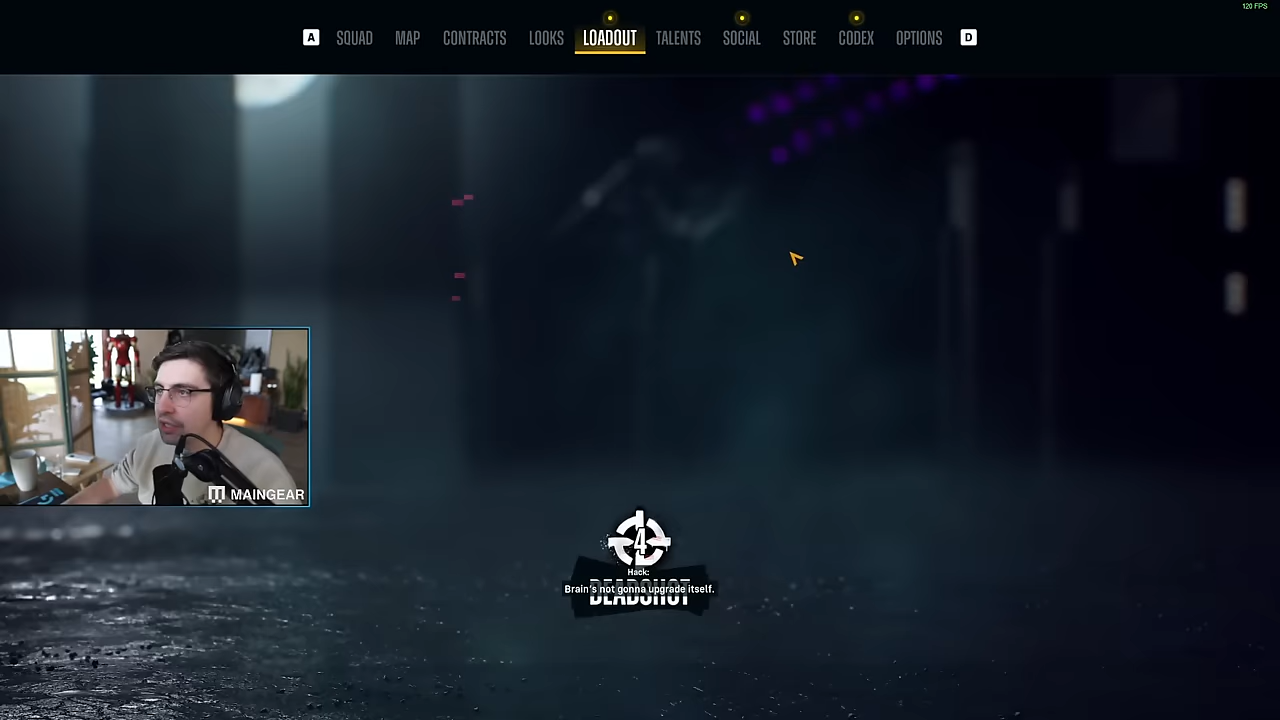 120 FPS
A SQUAD MAP CONTRACTS LOOKS LOADOUT TALENTS SOCIAL STORE CODEX OPTIONS D
MAINGEAR
4
Hack:
DEADSHOT
Brain's not gonna upgrade itself.